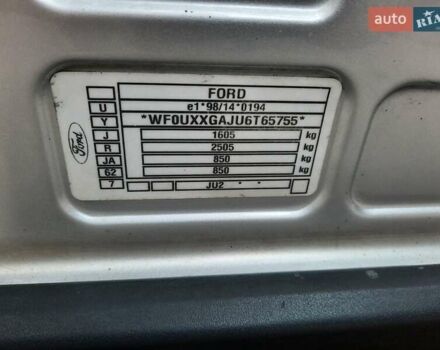 AUTO
RIA
FORD
U e1*98/14*0194
Y *WF0UXXGAJU6T65755*
J 1605 kg
R 2505 kg
JA 850 kg
62 850 kg
7 JU2 * *
Ford